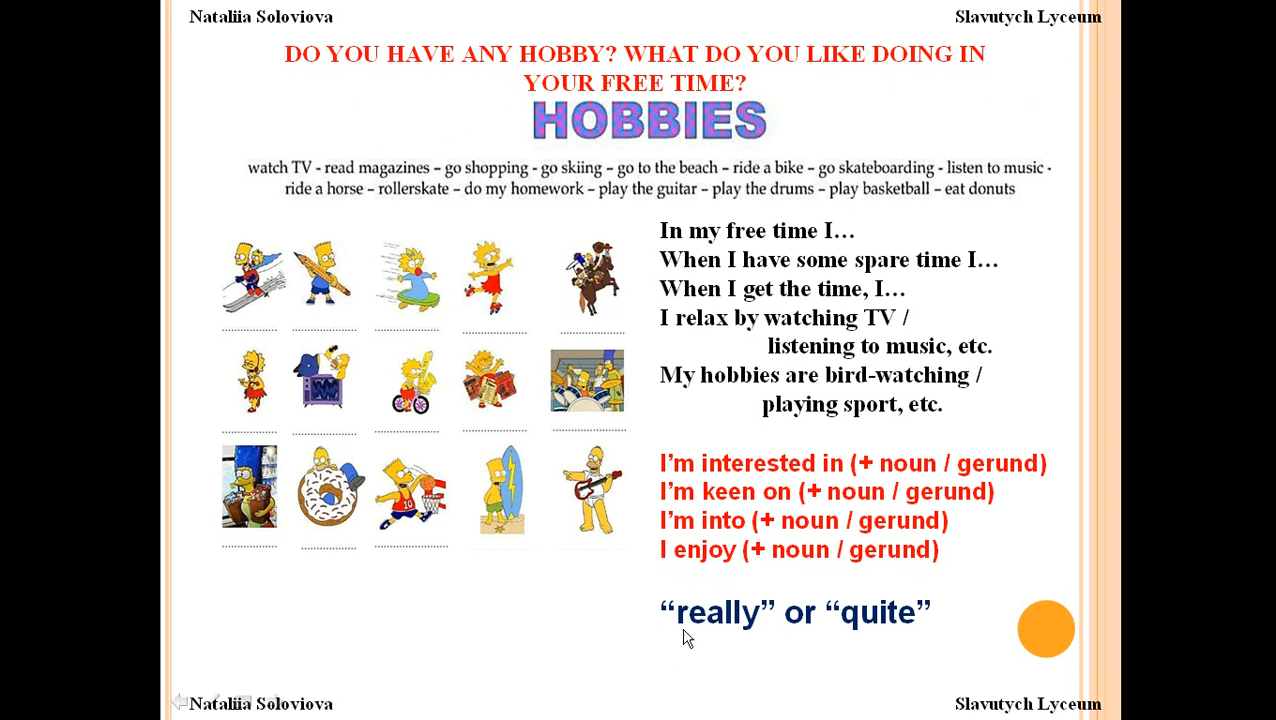 Nataliia Soloviova
Slavutych Lyceum
DO YOU HAVE ANY HOBBY? WHAT DO YOU LIKE DOING IN
YOUR FREE TIME?
HOBBIES
watch TV - read magazines – go shopping - go skiing – go to the beach – ride a bike – go skateboarding - listen to music -
ride a horse – rollerskate – do my homework – play the guitar – play the drums – play basketball – eat donuts
In my free time I…
When I have some spare time I…
When I get the time, I…
I relax by watching TV /
listening to music, etc.
My hobbies are bird-watching /
playing sport, etc.
I’m interested in (+ noun / gerund)
I’m keen on (+ noun / gerund)
I’m into (+ noun / gerund)
I enjoy (+ noun / gerund)
“really” or “quite”
10
Nataliia Soloviova
Slavutych Lyceum